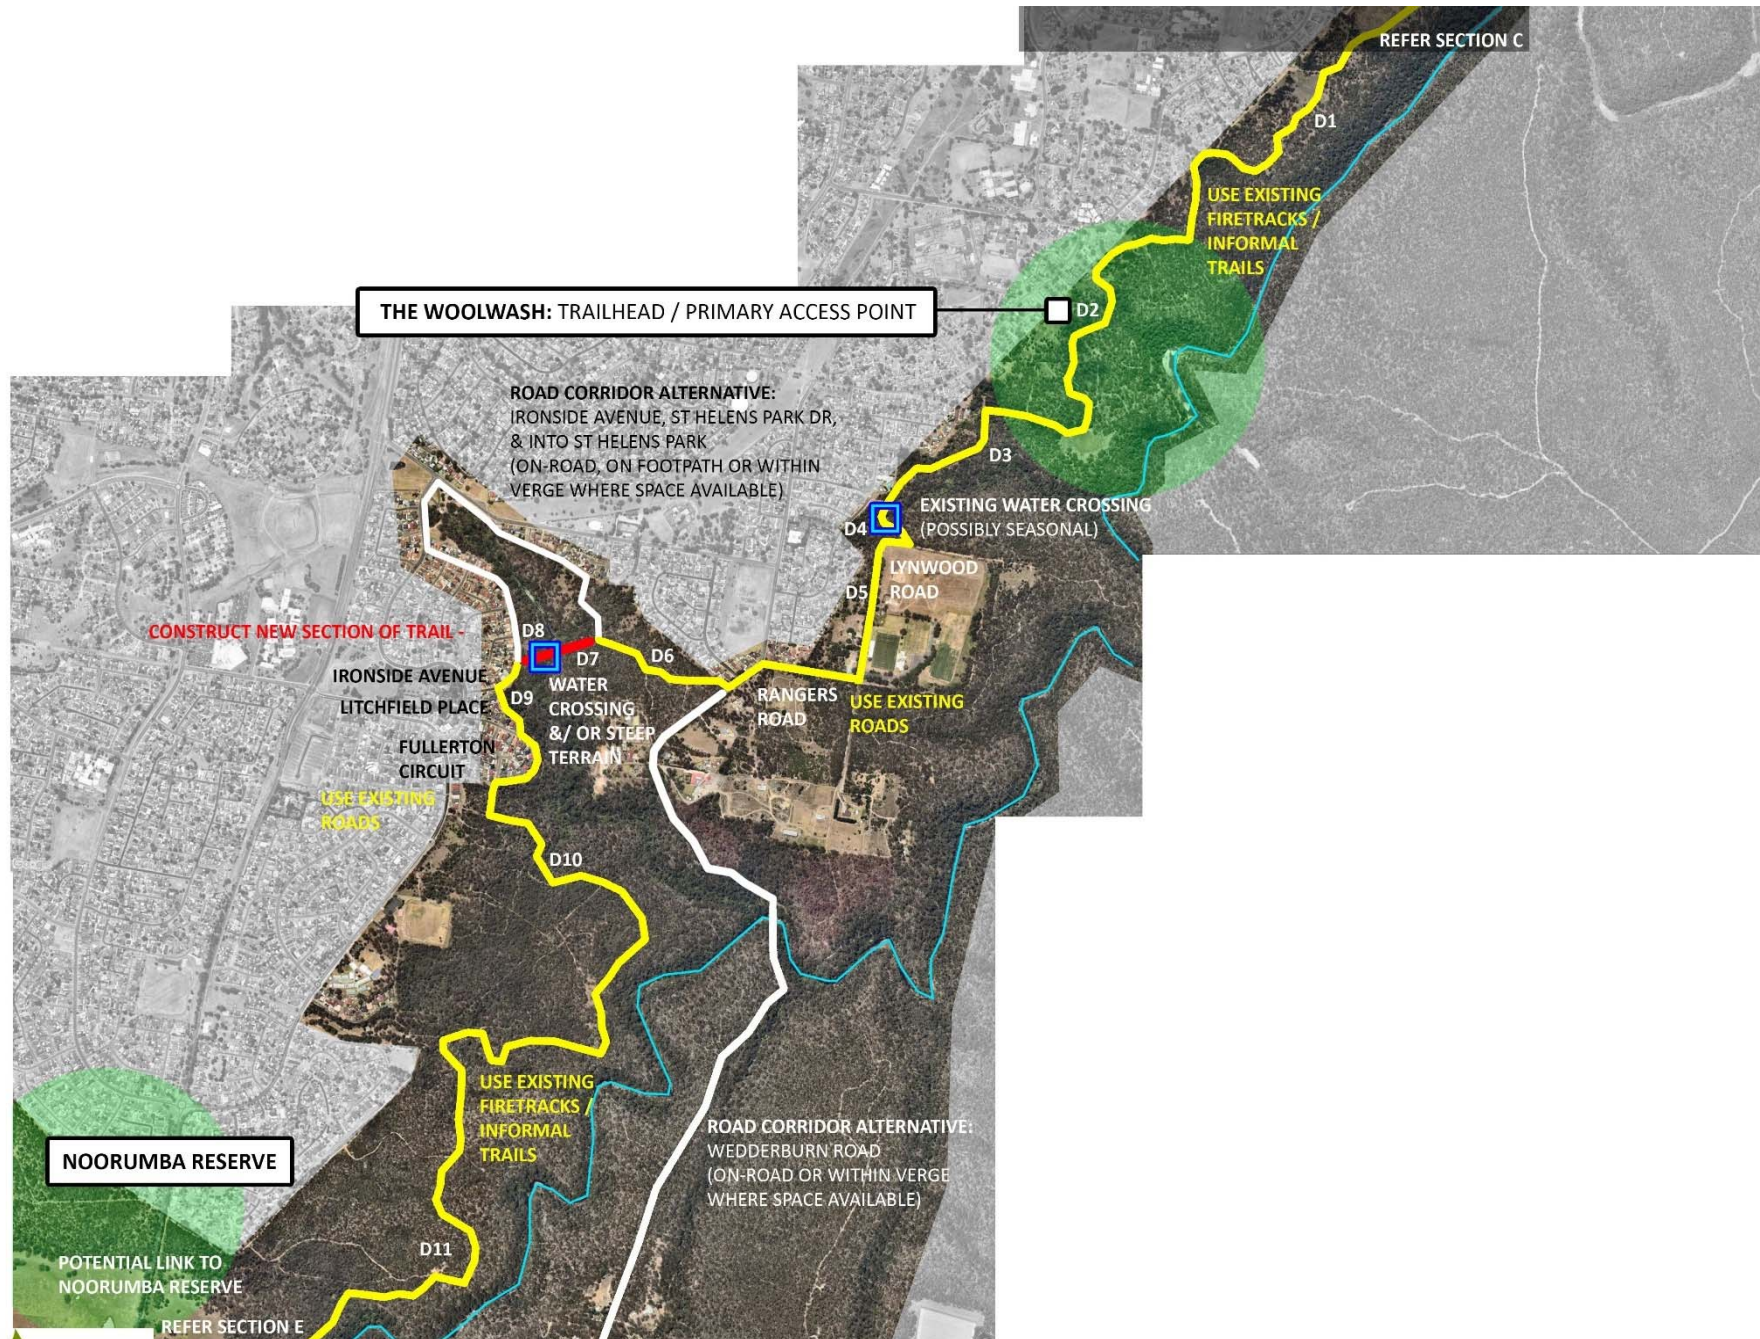 REFER SECTION C
D1
USE EXISTING
FIRETRACKS /
INFORMAL
TRAILS
THE WOOLWASH: TRAILHEAD / PRIMARY ACCESS POINT
D2
ROAD CORRIDOR ALTERNATIVE:
IRONSIDE AVENUE, ST HELENS PARK DR,
& INTO ST HELENS PARK
(ON-ROAD, ON FOOTPATH OR WITHIN
VERGE WHERE SPACE AVAILABLE)
D3
EXISTING WATER CROSSING
(POSSIBLY SEASONAL)
D4
LYNWOOD
ROAD
D5
CONSTRUCT NEW SECTION OF TRAIL -
D8
D7
D6
IRONSIDE AVENUE
LITCHFIELD PLACE
D9
WATER
CROSSING
&/ OR STEEP
TERRAIN
RANGERS
ROAD
USE EXISTING
ROADS
FULLERTON
CIRCUIT
USE EXISTING
ROADS
D10
USE EXISTING
FIRETRACKS /
INFORMAL
TRAILS
ROAD CORRIDOR ALTERNATIVE:
WEDDERBURN ROAD
(ON-ROAD OR WITHIN VERGE
WHERE SPACE AVAILABLE)
NOORUMBA RESERVE
D11
POTENTIAL LINK TO
NOORUMBA RESERVE
REFER SECTION E